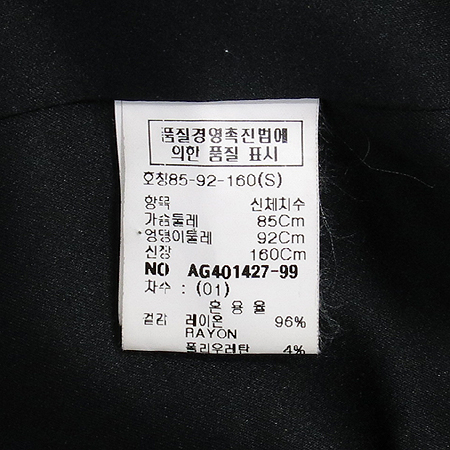 품질경영촉진법에
의한 품질 표시
호칭85-92-160(S)
항목 신체치수
가슴둘레 85Cm
엉덩이둘레 92Cm
신장 160Cm
NO AG401427-99
차수 : (01)
혼 용 율
겉감 레이온 96%
RAYON
폴리우레탄 4%